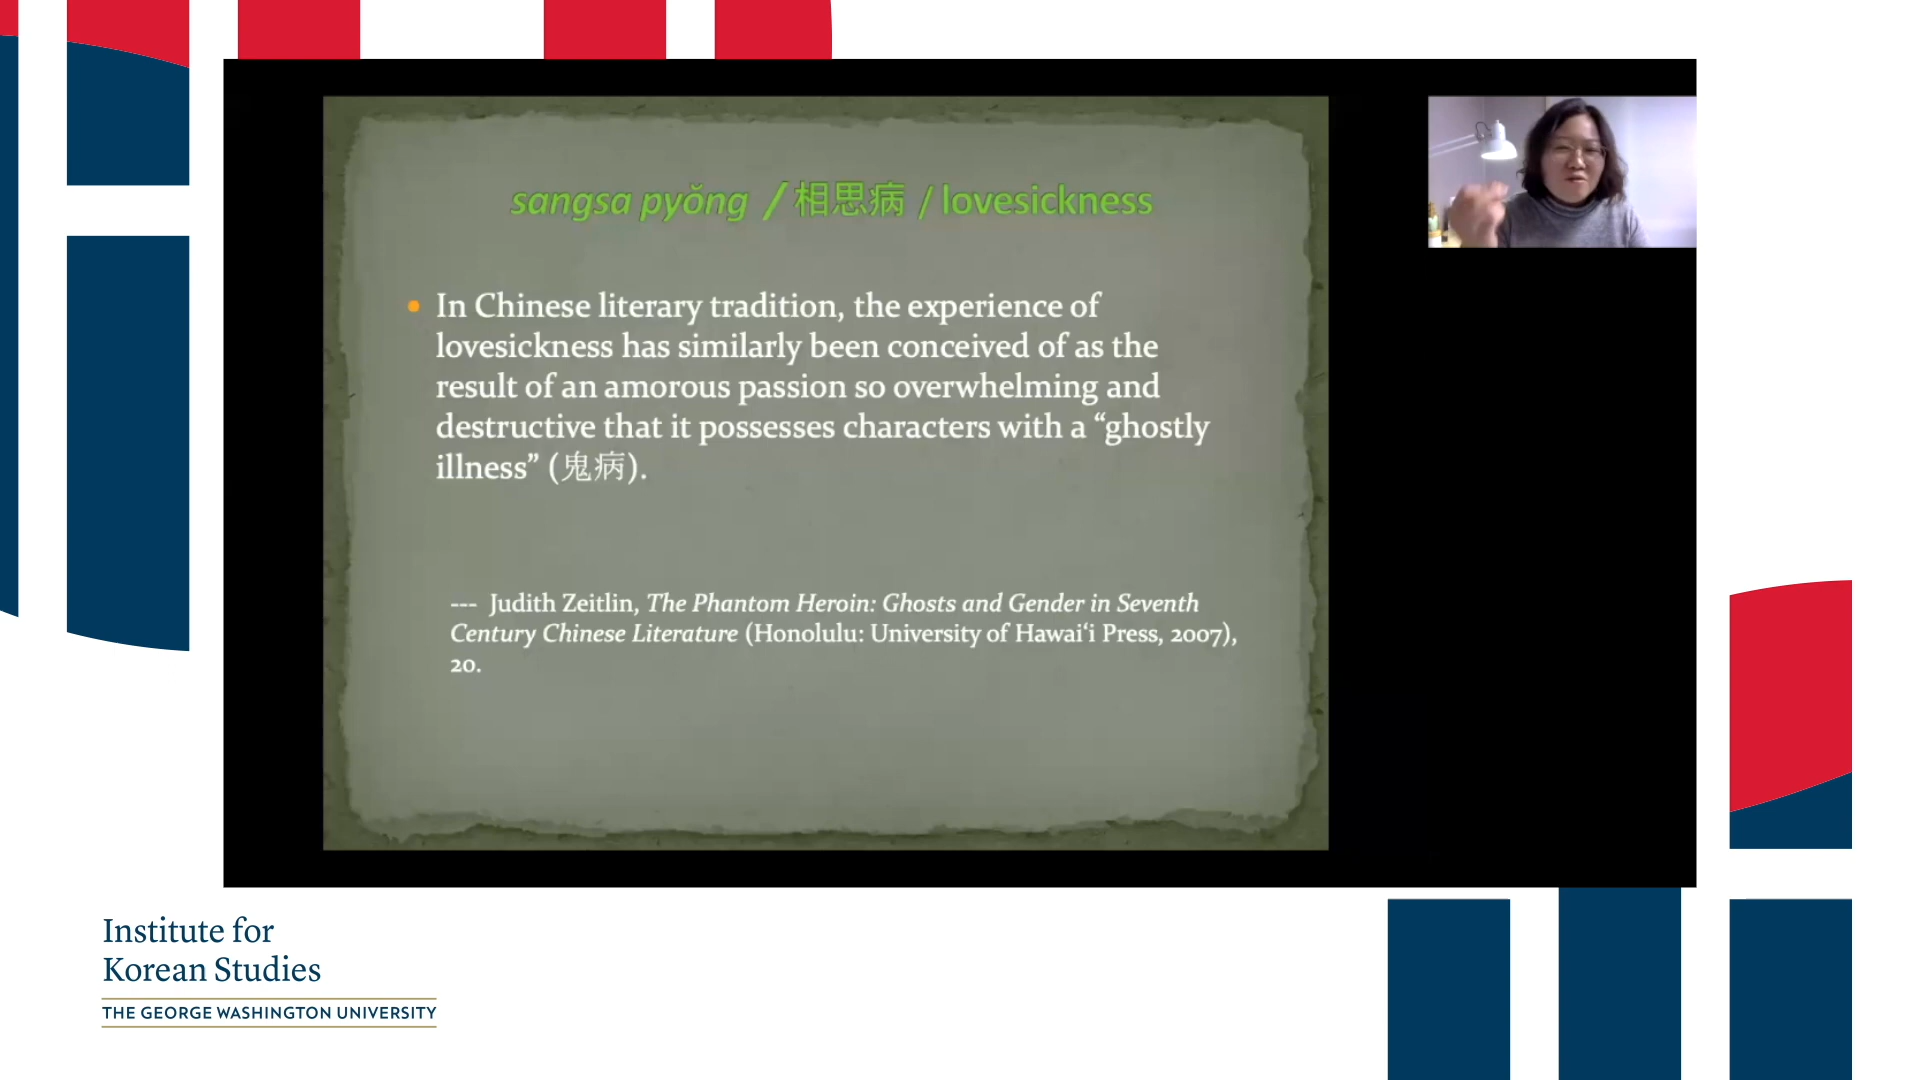 sangsa pyŏng / 相思病 / lovesickness
• In Chinese literary tradition, the experience of
lovesickness has similarly been conceived of as the
result of an amorous passion so overwhelming and
destructive that it possesses characters with a “ghostly
illness” (鬼病).
--- Judith Zeitlin, The Phantom Heroin: Ghosts and Gender in Seventh
Century Chinese Literature (Honolulu: University of Hawai‘i Press, 2007),
20.
Institute for
Korean Studies
THE GEORGE WASHINGTON UNIVERSITY